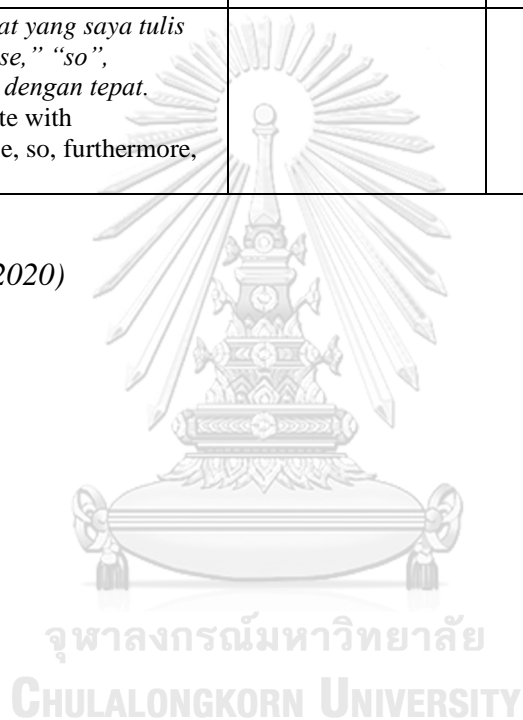 at yang saya tulis
se,” “so”,
dengan tepat.
te with
e, so, furthermore,
2020)
จุฬาลงกรณ์มหาวิทยาลัย
CHULALONGKORN UNIVERSITY